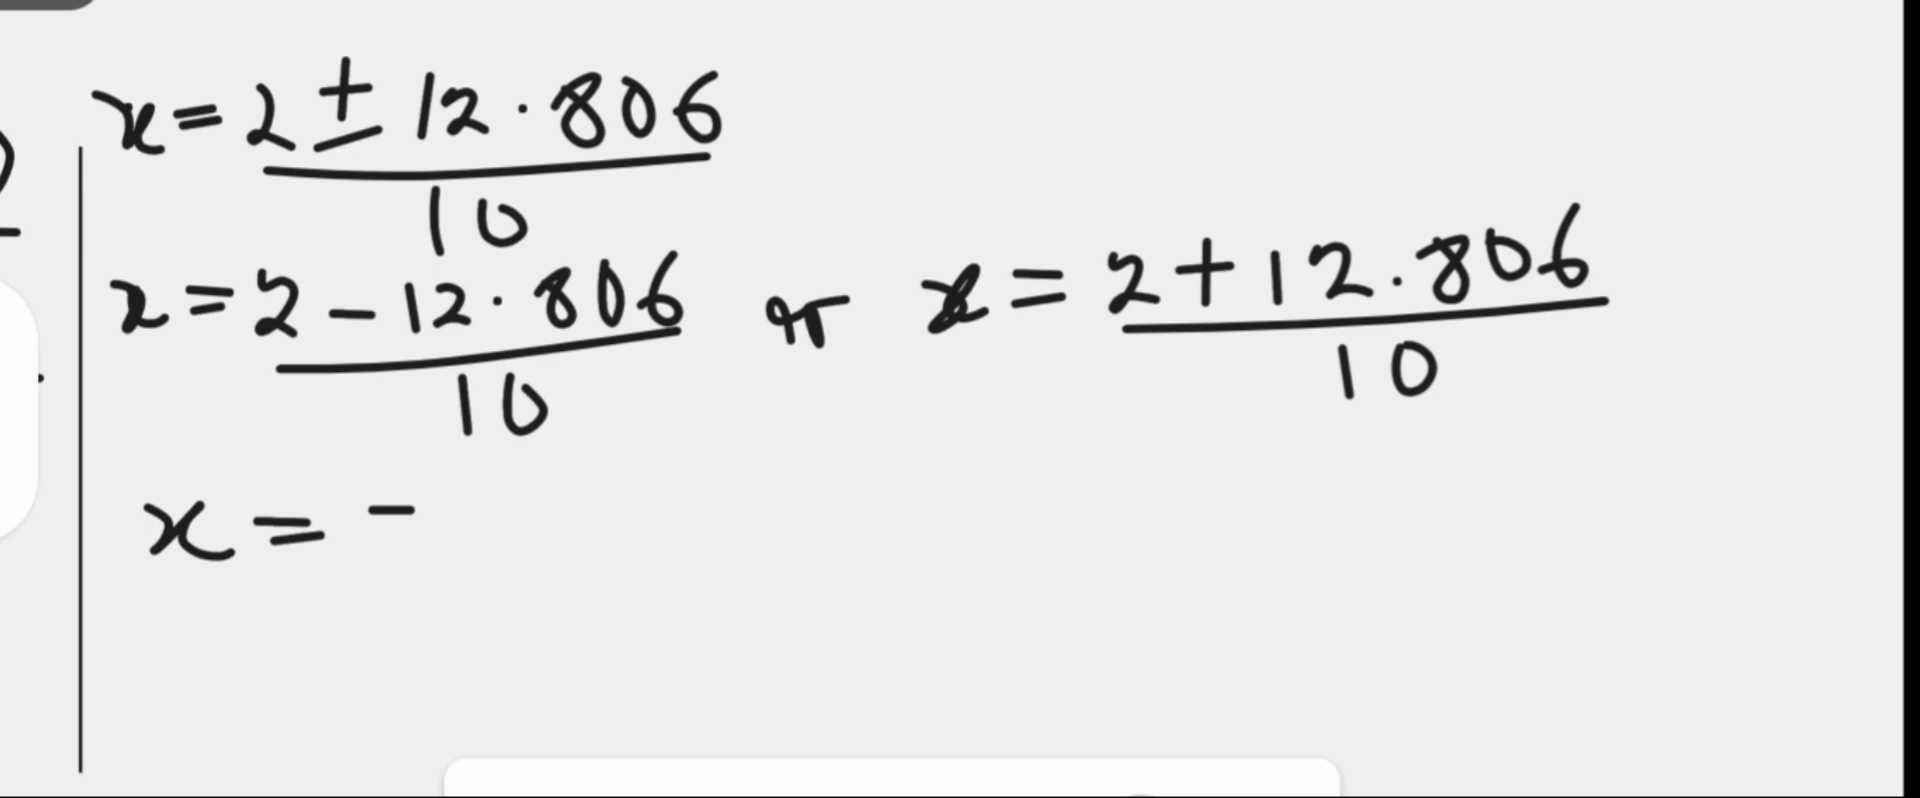 x = 2 ± 12.806 / 10
x = 2 - 12.806 / 10 or x = 2 + 12.806 / 10
x = -